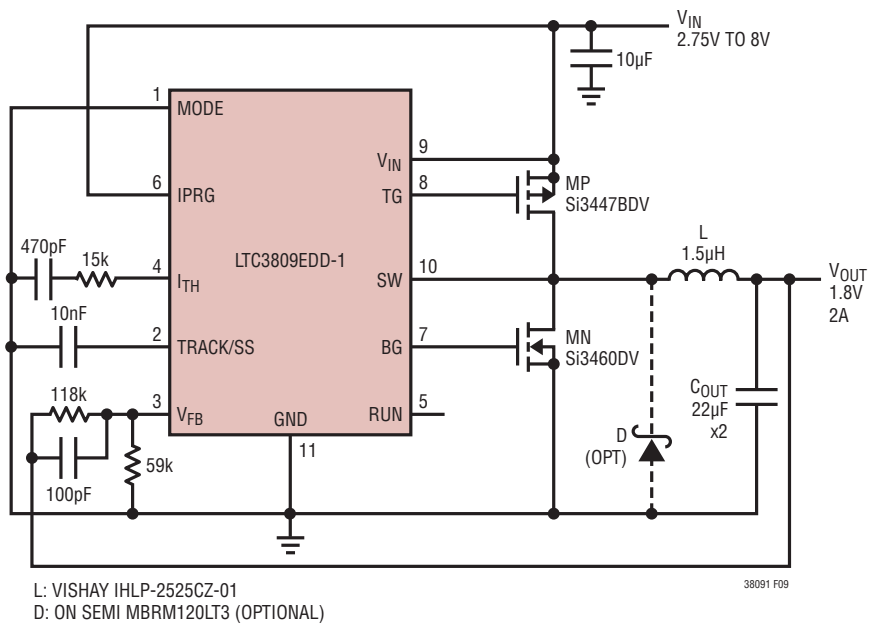 V_IN
2.75V TO 8V
10µF
1
MODE
9
V_IN
6
IPRG
8
TG
MP
Si3447BDV
470pF
15k
4
I_TH
LTC3809EDD-1
10
SW
L
1.5µH
V_OUT
1.8V
2A
10nF
2
TRACK/SS
7
BG
MN
Si3460DV
118k
3
V_FB
GND
RUN
5
C_OUT
22µF
x2
11
D
(OPT)
59k
100pF
38091 F09
L: VISHAY IHLP-2525CZ-01
D: ON SEMI MBRM120LT3 (OPTIONAL)